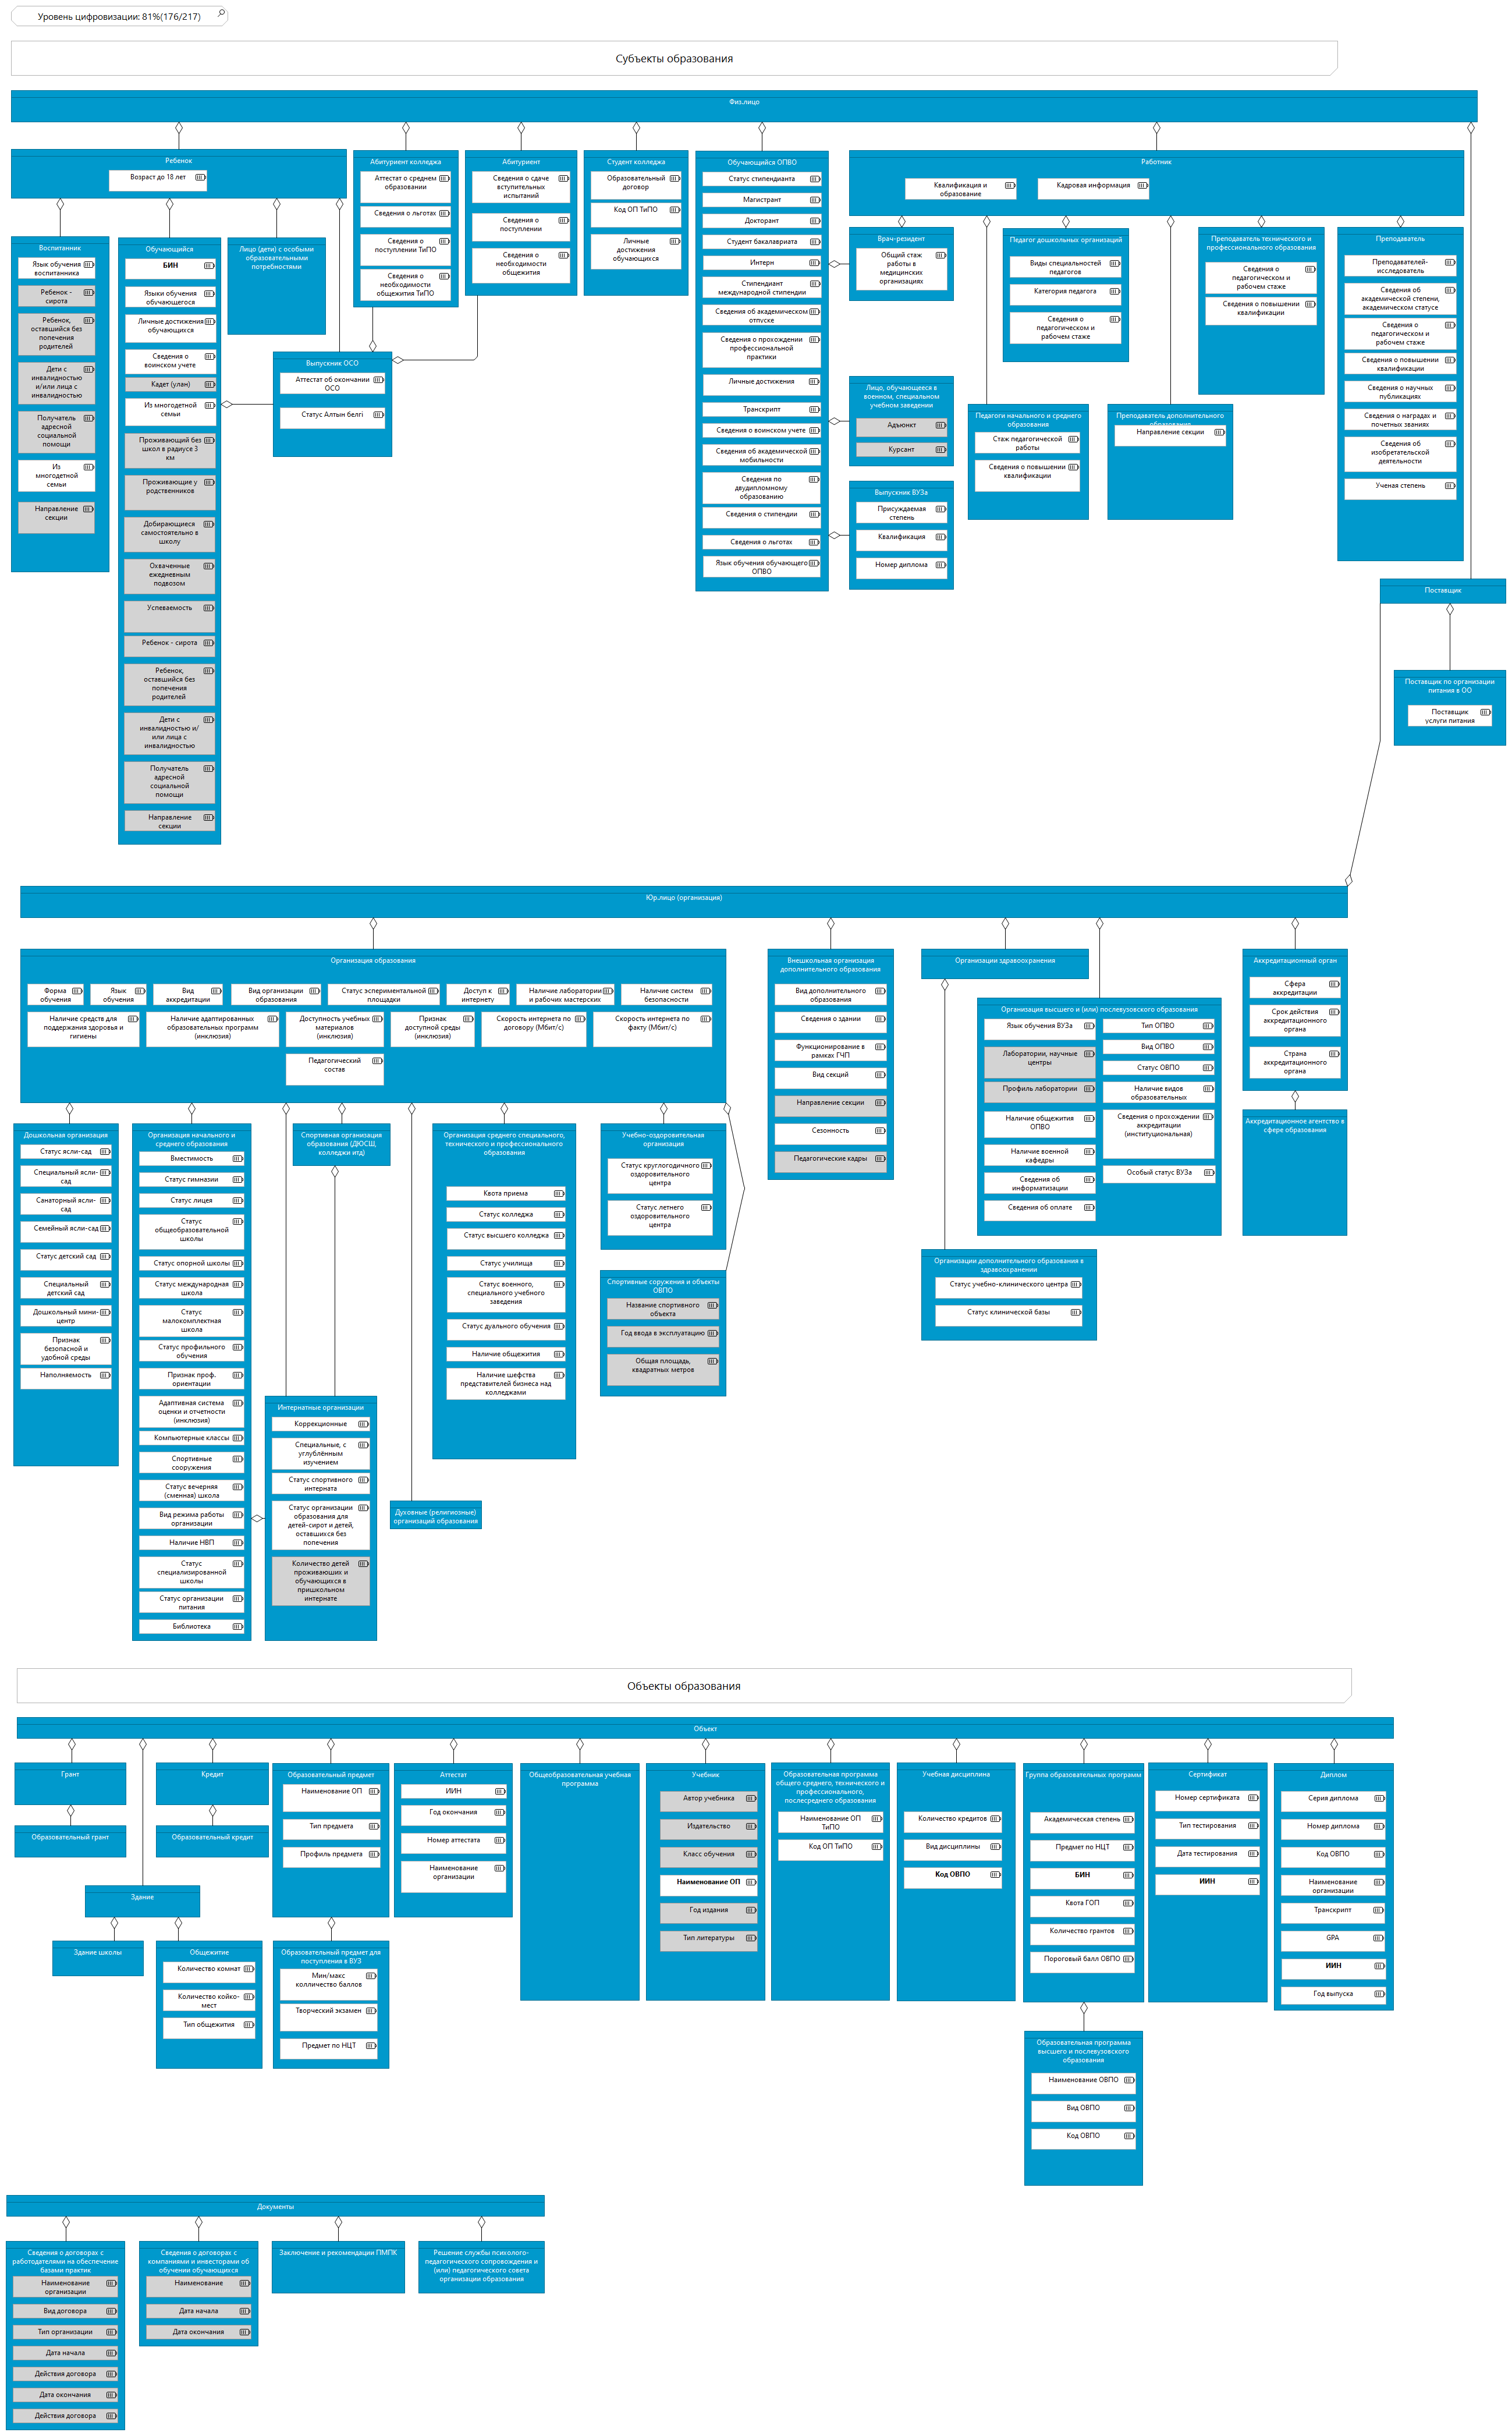 Уровень цифровизации: 81%(176/217)
Субъекты образования
Физ.лицо
Ребенок
Возраст до 18 лет
Воспитанник
Язык обучения
воспитанника
Ребенок -
сирота
Ребенок,
оставшийся без
попечения
родителей
Дети с
инвалидностью
и/или лица с
инвалидностью
Получатель
адресной
социальной
помощи
Из
многодетной
семьи
Направление
секции
Обучающийся
БИН
Языки обучения
обучающегося
Личные достижения
обучающихся
Сведения о
воинском учете
Кадет (улан)
Из многодетной
семьи
Проживающий без
школ в радиусе 3
км
Проживающие у
родственников
Добирающиеся
самостоятельно в
школу
Охваченные
ежедневным
подвозом
Успеваемость
Ребенок - сирота
Ребенок,
оставшийся без
попечения
родителей
Дети с
инвалидностью и/
или лица с
инвалидностью
Получатель
адресной
социальной
помощи
Направление
секции
Лицо (дети) с особыми
образовательными
потребностями
Выпускник ОСО
Аттестат об окончании
ОСО
Статус Алтын белгі
Абитуриент колледжа
Аттестат о среднем
образовании
Сведения о льготах
Сведения о
поступлении ТиПО
Сведения о
необходимости
общежития ТиПО
Абитуриент
Сведения о сдаче
вступительных
испытаний
Сведения о
поступлении
Сведения о
необходимости
общежития
Студент колледжа
Образовательный
договор
Код ОП ТиПО
Личные
достижения
обучающихся
Обучающийся ОПВО
Статус стипендианта
Магистрант
Докторант
Студент бакалавриата
Интерн
Стипендиант
международной стипендии
Сведения об академическом
отпуске
Сведения о прохождении
профессиональной
практики
Личные достижения
Транскрипт
Сведения о воинском учете
Сведения об академической
мобильности
Сведения по
двудипломному
образованию
Сведения о стипендии
Сведения о льготах
Язык обучения обучающего
ОПВО
Работник
Квалификация и
образование
Кадровая информация
Врач-резидент
Общий стаж
работы в
медицинских
организациях
Лицо, обучающееся в
военном, специальном
учебном заведении
Адъюнкт
Курсант
Выпускник ВУЗа
Присуждаемая
степень
Квалификация
Номер диплома
Педагоги начального и среднего
образования
Стаж педагогической
работы
Сведения о повышении
квалификации
Педагог дошкольных организаций
Виды специальностей
педагогов
Категория педагога
Сведения о
педагогическом и
рабочем стаже
Преподаватель дополнительного
образования
Направление секции
Преподаватель технического и
профессионального образования
Сведения о
педагогическом и
рабочем стаже
Сведения о повышении
квалификации
Преподаватель
Преподавателей-
исследователь
Сведения об
академической степени,
академическом статусе
Сведения о
педагогическом и
рабочем стаже
Сведения о повышении
квалификации
Сведения о научных
публикациях
Сведения о наградах и
почетных званиях
Сведения об
изобретательской
деятельности
Ученая степень
Поставщик
Поставщик по организации
питания в ОО
Поставщик
услуги питания
Юр.лицо (организация)
Организация образования
Форма
обучения
Язык
обучения
Вид
аккредитации
Вид организации
образования
Статус эспериментальной
площадки
Доступ к
интернету
Наличие лаборатории
и рабочих мастерских
Наличие систем
безопасности
Наличие средств для
поддержания здоровья и
гигиены
Наличие адаптированных
образовательных программ
(инклюзия)
Доступность учебных
материалов
(инклюзия)
Признак
доступной среды
(инклюзия)
Скорость интернета по
договору (Мбит/с)
Скорость интернета по
факту (Мбит/с)
Педагогический
состав
Дошкольная организация
Статус ясли-сад
Специальный ясли-
сад
Санаторный ясли-
сад
Семейный ясли-сад
Статус детский сад
Специальный
детский сад
Дошкольный мини-
центр
Признак
безопасной и
удобной среды
Наполняемость
Организация начального и
среднего образования
Вместимость
Статус гимназии
Статус лицея
Статус
общеобразовательной
школы
Статус опорной школы
Статус международная
школа
Статус
малокомплектная
школа
Статус профильного
обучения
Признак проф.
ориентации
Адаптивная система
оценки и отчетности
(инклюзия)
Компьютерные классы
Спортивные
сооружения
Статус вечерняя
(сменная) школа
Вид режима работы
организации
Наличие НВП
Статус
специализированной
школы
Статус организации
питания
Библиотека
Спортивная организация
образования (ДЮСШ,
колледжи итд)
Интернатные организации
Коррекционные
Специальные, с
углублённым
изучением
Статус спортивного
интерната
Статус организации
образования для
детей-сирот и детей,
оставшихся без
попечения
Количество детей
проживаюших и
обучающихся в
пришкольном
интернате
Духовные (религиозные)
организаций образования
Организация среднего специального,
технического и профессионального
образования
Квота приема
Статус колледжа
Статус высшего колледжа
Статус училища
Статус военного,
специального учебного
заведения
Статус дуального обучения
Наличие общежития
Наличие шефства
представителей бизнеса над
колледжами
Учебно-оздоровительная
организация
Статус круглогодичного
оздоровительного
центра
Статус летнего
оздоровительного
центра
Спортивные соружения и объекты
ОВПО
Название спортивного
объекта
Год ввода в эксплуатацию
Общая площадь,
квадратных метров
Внешкольная организация
дополнительного образования
Вид дополнительного
образования
Сведения о здании
Функционирование в
рамках ГЧП
Вид секций
Направление секции
Сезонность
Педагогические кадры
Организации здравоохранения
Организация высшего и (или) послевузовского образования
Язык обучения ВУЗа
Лаборатории, научные
центры
Профиль лаборатории
Наличие общежития
ОПВО
Наличие военной
кафедры
Сведения об
информатизации
Сведения об оплате
Тип ОПВО
Вид ОПВО
Статус ОВПО
Наличие видов
образовательных
Сведения о прохождении
аккредитации
(институциональная)
Особый статус ВУЗа
Организации дополнительного образования в
здравоохранении
Статус учебно-клинического центра
Статус клинической базы
Аккредитационный орган
Сфера
аккредитации
Срок действия
аккредитационного
органа
Страна
аккредитационного
органа
Аккредитационное агентство в
сфере образования
Объекты образования
Объект
Грант
Образовательный грант
Кредит
Образовательный кредит
Здание
Здание школы
Общежитие
Количество комнат
Количество койко-
мест
Тип общежития
Образовательный предмет
Наименование ОП
Тип предмета
Профиль предмета
Образовательный предмет для
поступления в ВУЗ
Мин/макс
колличество баллов
Творческий экзамен
Предмет по НЦТ
Аттестат
ИИН
Год окончания
Номер аттестата
Наименование
организации
Общеобразовательная учебная
программа
Учебник
Автор учебника
Издательство
Класс обучения
Наименование ОП
Год издания
Тип литературы
Образовательная программа
общего среднего, технического и
профессионального,
послесреднего образования
Наименование ОП
ТиПО
Код ОП ТиПО
Учебная дисциплина
Количество кредитов
Вид дисциплины
Код ОВПО
Группа образовательных программ
Академическая степень
Предмет по НЦТ
БИН
Квота ГОП
Количество грантов
Пороговый балл ОВПО
Образовательная программа
высшего и послевузовского
образования
Наименование ОВПО
Вид ОВПО
Код ОВПО
Сертификат
Номер сертификата
Тип тестирования
Дата тестирования
ИИН
Диплом
Серия диплома
Номер диплома
Код ОВПО
Наименование
организации
Транскрипт
GPA
ИИН
Год выпуска
Документы
Сведения о договорах с
работодателями на обеспечение
базами практик
Наименование
организации
Вид договора
Тип организации
Дата начала
Действия договора
Дата окончания
Действия договора
Сведения о договорах с
компаниями и инвесторами об
обучении обучающихся
Наименование
Дата начала
Дата окончания
Заключение и рекомендации ПМПК
Решение службы психолого-
педагогического сопровождения и
(или) педагогического совета
организации образования